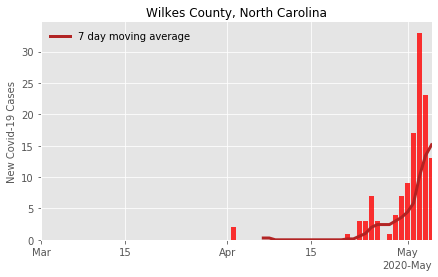 Wilkes County, North Carolina
7 day moving average
New Covid-19 Cases
30
25
20
15
10
5
0
Mar 15 Apr 15 May
2020-May